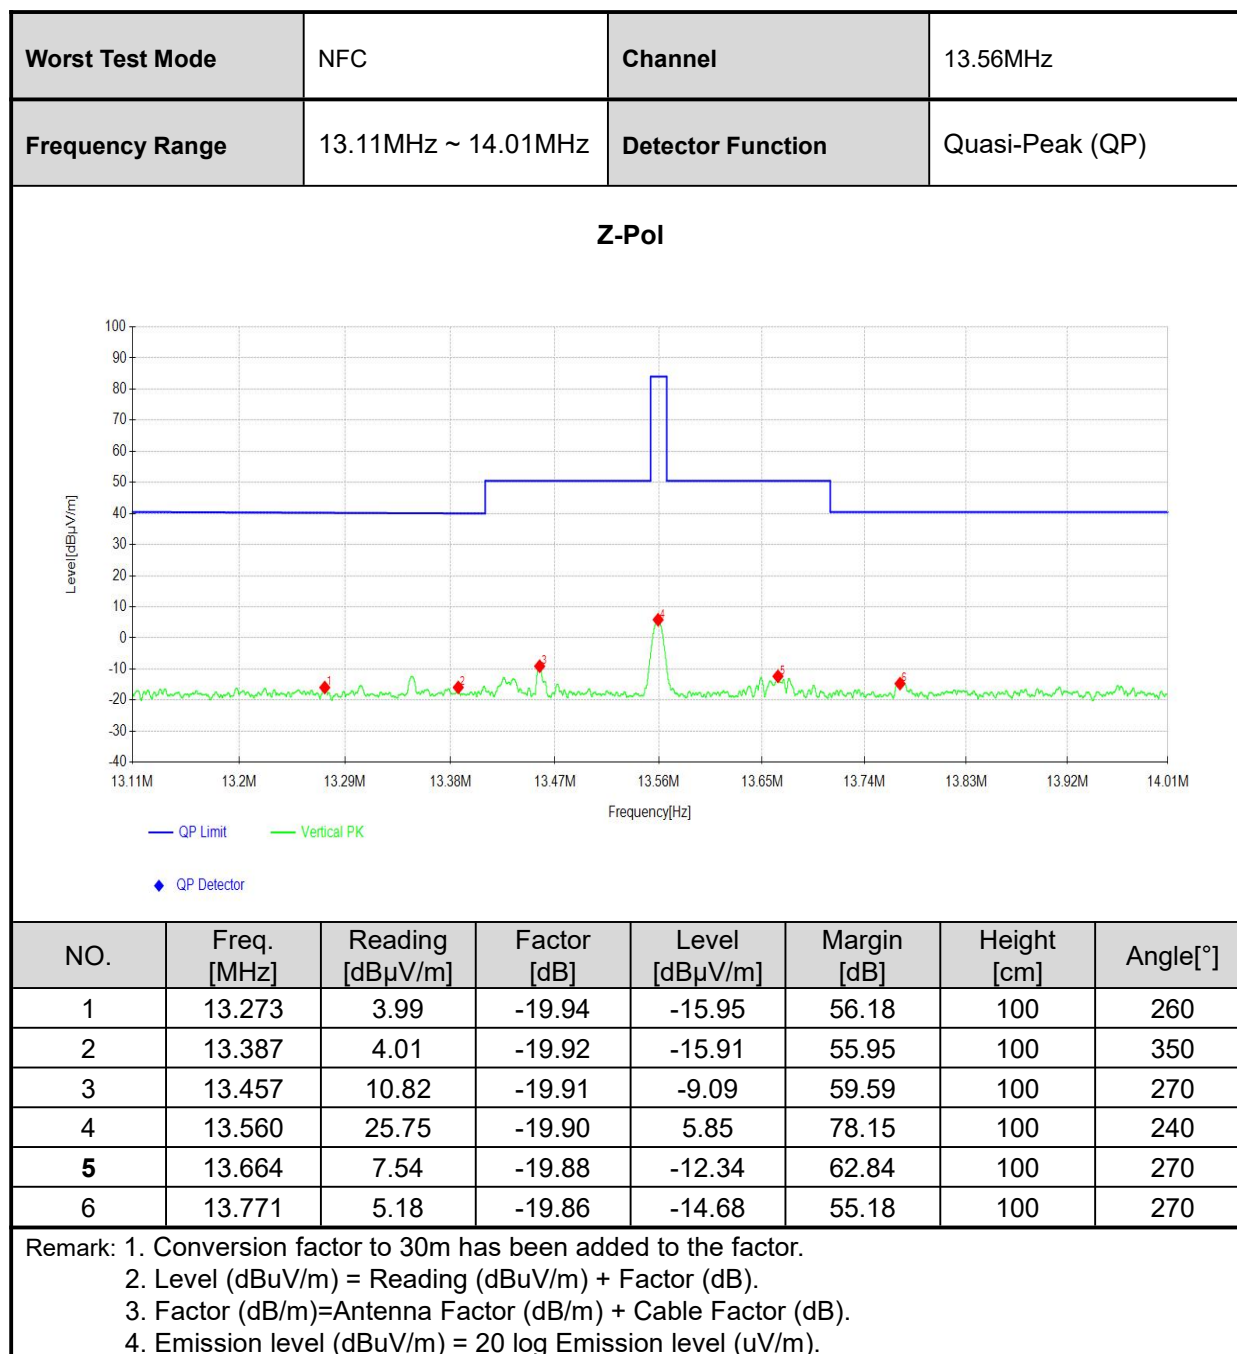 Worst Test Mode NFC Channel 13.56MHz
Frequency Range 13.11MHz ~ 14.01MHz Detector Function Quasi-Peak (QP)
Z-Pol
100
90
80
70
60
50
40
30
20
10
0
-10
-20
-30
-40
Level[dBµV/m]
1
2
3
4
5
6
13.11M 13.2M 13.29M 13.38M 13.47M 13.56M 13.65M 13.74M 13.83M 13.92M 14.01M
Frequency[Hz]
QP Limit Vertical PK
QP Detector
NO. Freq. [MHz] Reading [dBµV/m] Factor [dB] Level [dBµV/m] Margin [dB] Height [cm] Angle[°]
1 13.273 3.99 -19.94 -15.95 56.18 100 260
2 13.387 4.01 -19.92 -15.91 55.95 100 350
3 13.457 10.82 -19.91 -9.09 59.59 100 270
4 13.560 25.75 -19.90 5.85 78.15 100 240
5 13.664 7.54 -19.88 -12.34 62.84 100 270
6 13.771 5.18 -19.86 -14.68 55.18 100 270
Remark: 1. Conversion factor to 30m has been added to the factor.
2. Level (dBuV/m) = Reading (dBuV/m) + Factor (dB).
3. Factor (dB/m)=Antenna Factor (dB/m) + Cable Factor (dB).
4. Emission level (dBuV/m) = 20 log Emission level (uV/m).